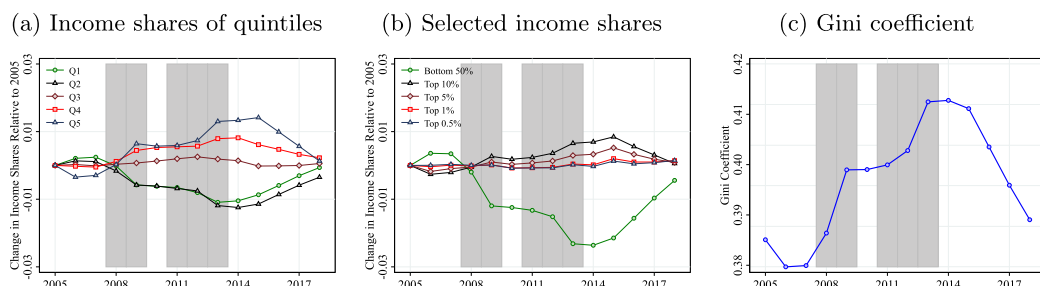 (a) Income shares of quintiles
(b) Selected income shares
(c) Gini coefficient
Change in Income Shares Relative to 2005
0.03
0.01
-0.01
-0.03
Q1
Q2
Q3
Q4
Q5
2005
2008
2011
2014
2017
Change in Income Shares Relative to 2005
0.03
0.01
-0.01
-0.03
Bottom 50%
Top 10%
Top 5%
Top 1%
Top 0.5%
2005
2008
2011
2014
2017
Gini Coefficient
0.42
0.41
0.40
0.39
0.38
2005
2008
2011
2014
2017